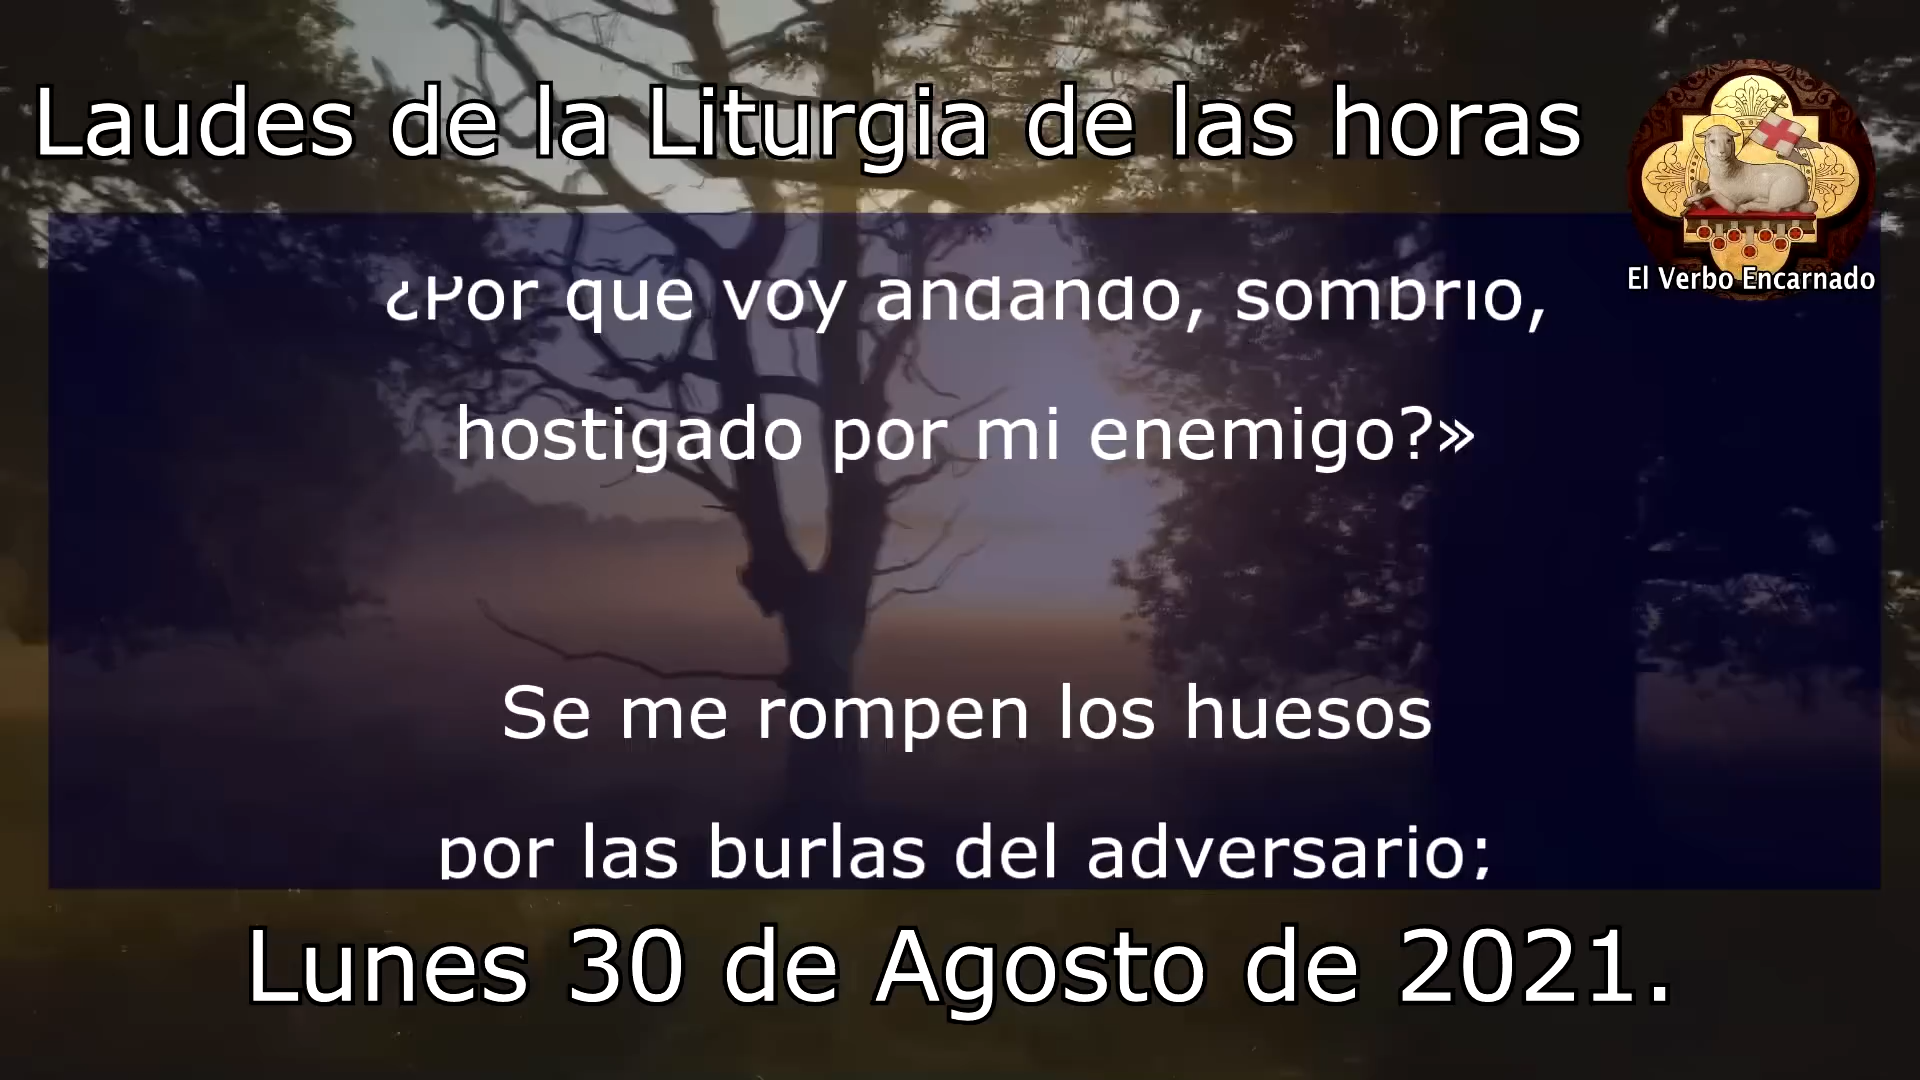 Laudes de la Liturgia de las horas
El Verbo Encarnado
¿Por que voy andando, sombrio,
hostigado por mi enemigo?»
Se me rompen los huesos
por las burlas del adversario;
Lunes 30 de Agosto de 2021.